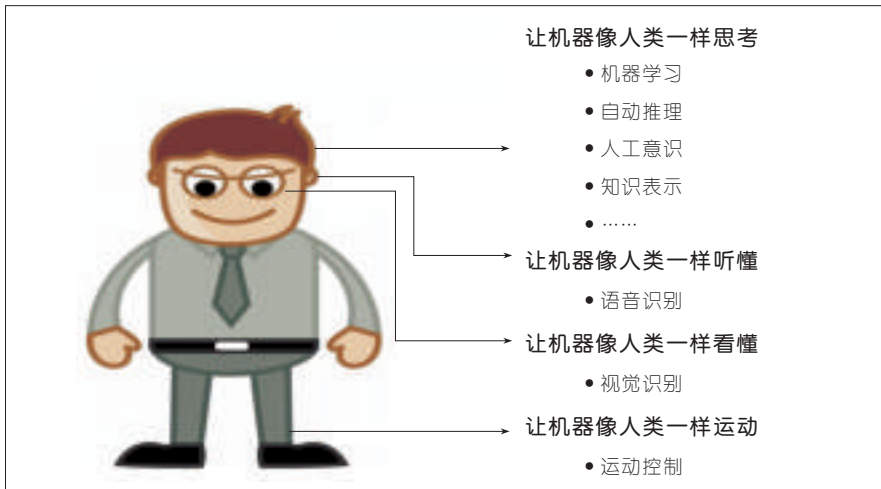 让机器像人类一样思考
• 机器学习
• 自动推理
• 人工意识
• 知识表示
• ……
让机器像人类一样听懂
• 语音识别
让机器像人类一样看懂
• 视觉识别
让机器像人类一样运动
• 运动控制